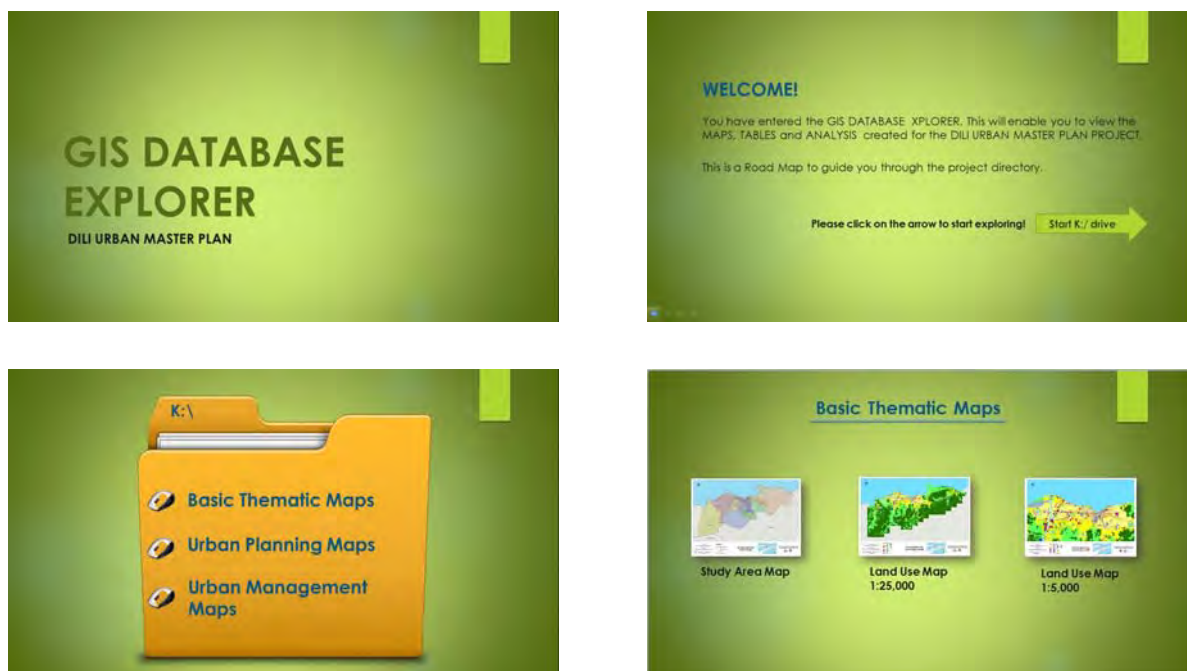 GIS DATABASE
EXPLORER
DILI URBAN MASTER PLAN
WELCOME!
You have entered the GIS DATABASE XPLORER. This will enable you to view the
MAPS, TABLES and ANALYSIS created for the DILI URBAN MASTER PLAN PROJECT.
This is a Road Map to guide you through the project directory.
Please click on the arrow to start exploring!
Start K:/ drive
K:\
Basic Thematic Maps
Urban Planning Maps
Urban Management
Maps
Basic Thematic Maps
Study Area Map
Land Use Map
1:25,000
Land Use Map
1:5,000